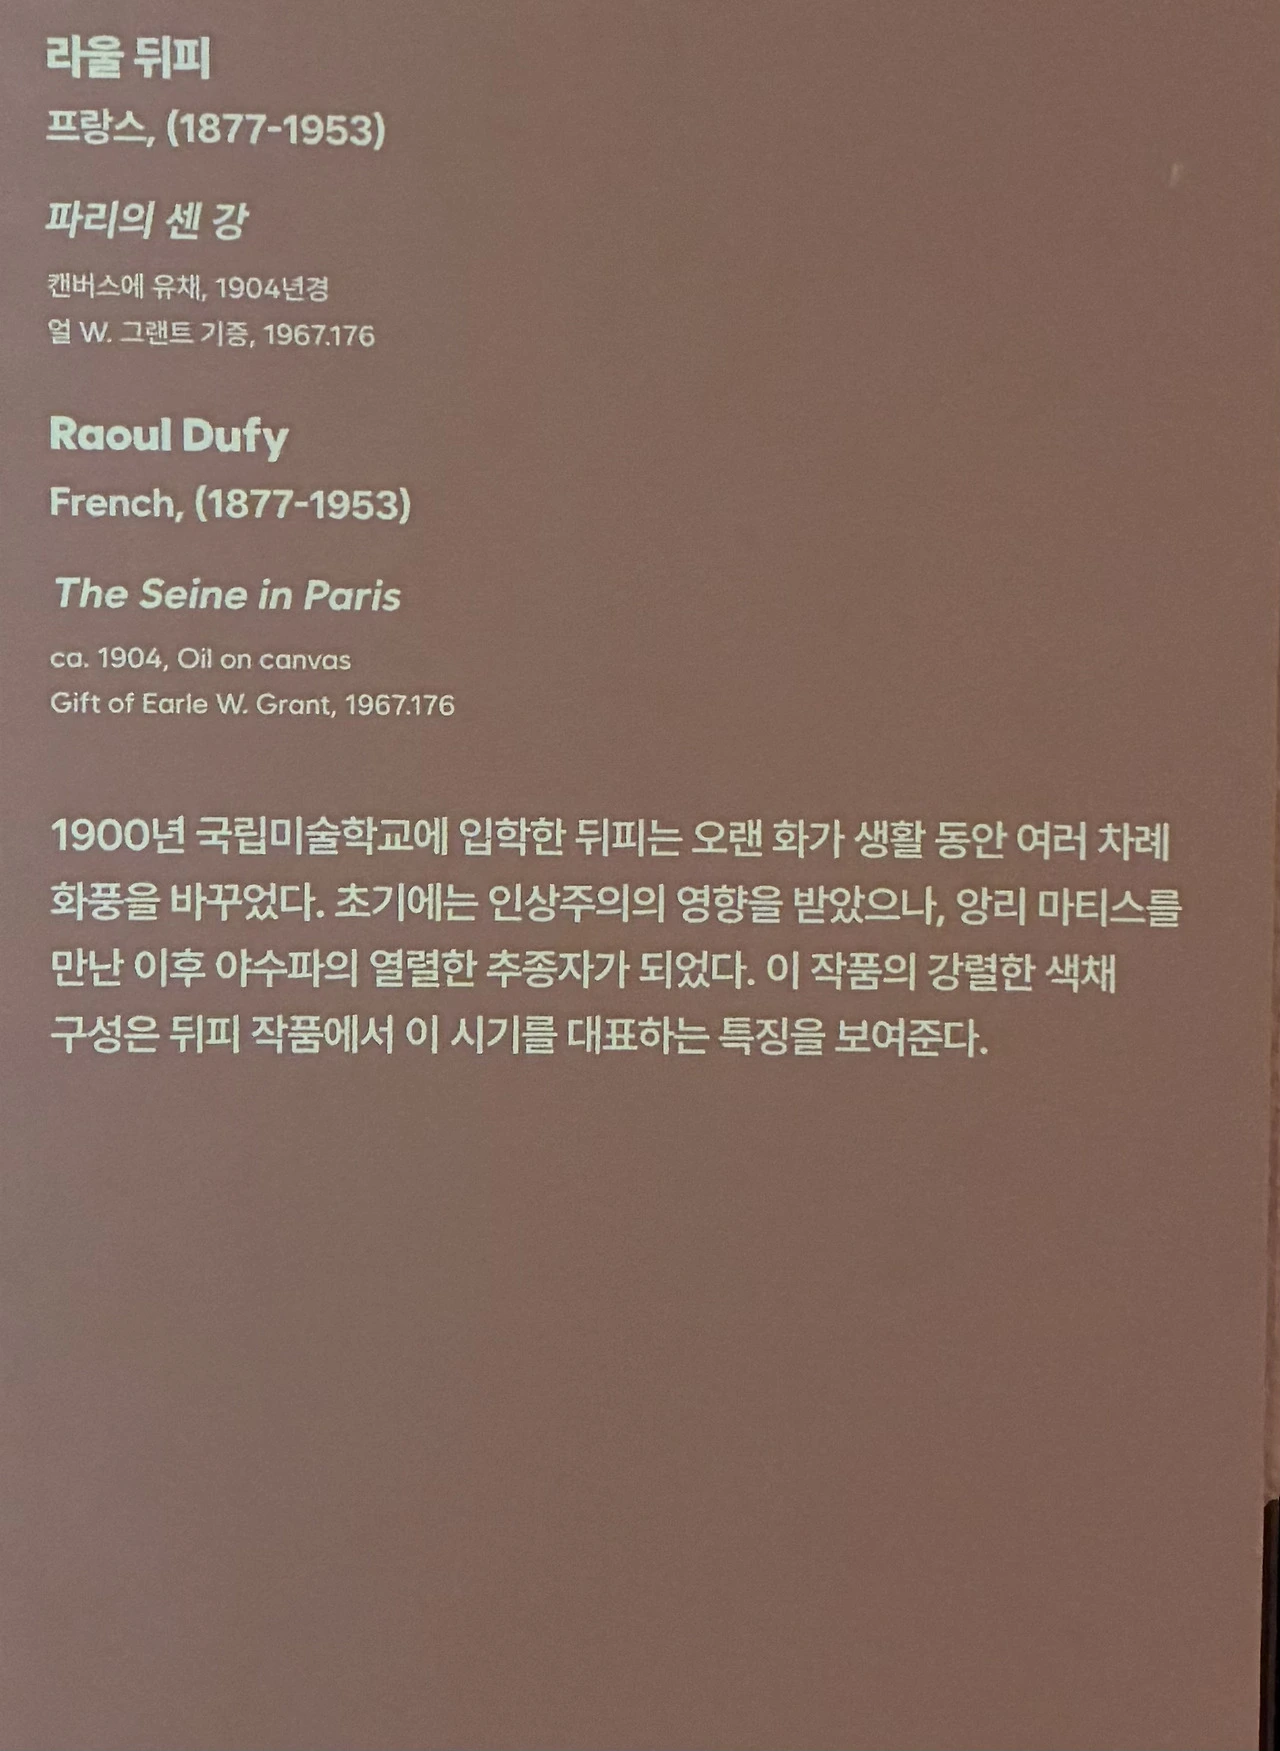 라울 뒤피
프랑스, (1877-1953)
파리의 센 강
캔버스에 유채, 1904년경
얼 W. 그랜트 기증, 1967.176
Raoul Dufy
French, (1877-1953)
The Seine in Paris
ca. 1904, Oil on canvas
Gift of Earle W. Grant, 1967.176
1900년 국립미술학교에 입학한 뒤피는 오랜 화가 생활 동안 여러 차례
화풍을 바꾸었다. 초기에는 인상주의의 영향을 받았으나, 앙리 마티스를
만난 이후 야수파의 열렬한 추종자가 되었다. 이 작품의 강렬한 색채
구성은 뒤피 작품에서 이 시기를 대표하는 특징을 보여준다.